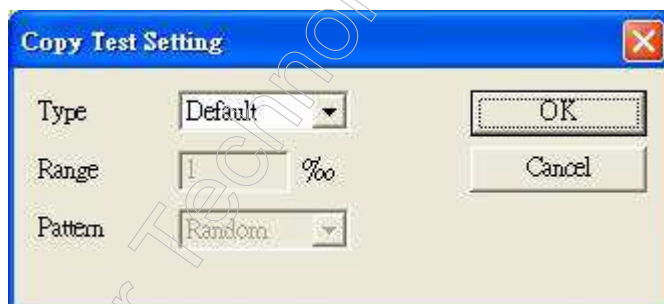 Copy Test Setting
Type Default OK
Range 1 ‰ Cancel
Pattern Random